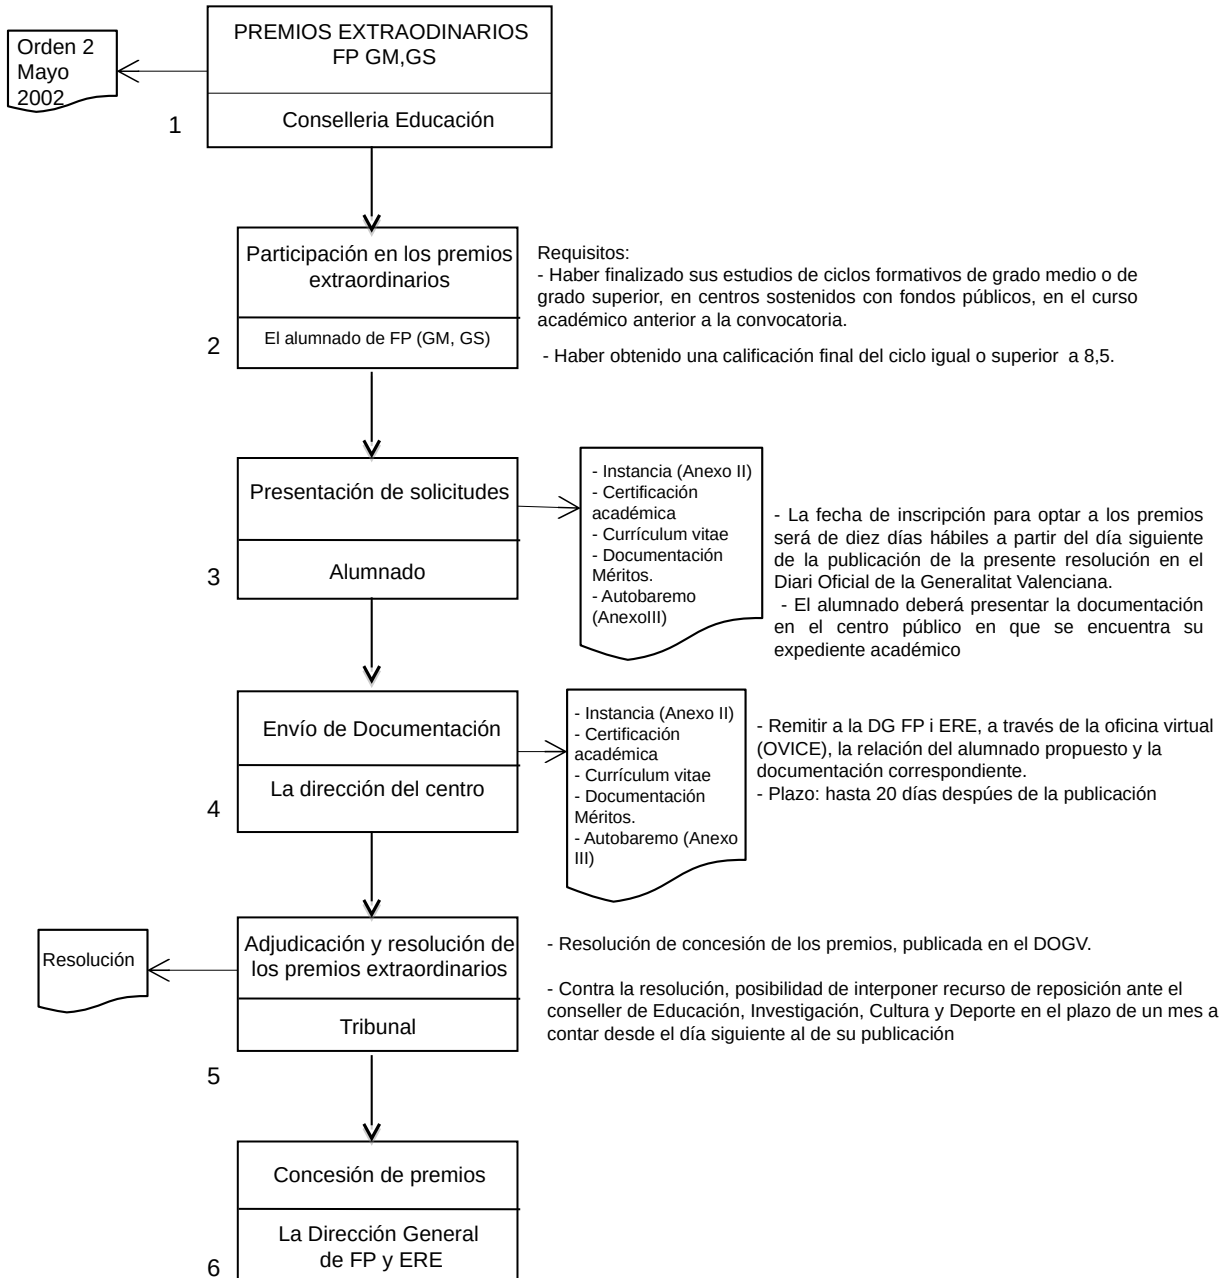 PREMIOS EXTRAODINARIOS
FP GM,GS
Orden 2
Mayo
2002
1
Conselleria Educación
Participación en los premios
extraordinarios
2
El alumnado de FP (GM, GS)
Requisitos:
- Haber finalizado sus estudios de ciclos formativos de grado medio o de
grado superior, en centros sostenidos con fondos públicos, en el curso
académico anterior a la convocatoria.
- Haber obtenido una calificación final del ciclo igual o superior a 8,5.
Presentación de solicitudes
3
Alumnado
- Instancia (Anexo II)
- Certificación
académica
- Currículum vitae
- Documentación
Méritos.
- Autobaremo
(AnexoIII)
- La fecha de inscripción para optar a los premios
será de diez días hábiles a partir del día siguiente
de la publicación de la presente resolución en el
Diari Oficial de la Generalitat Valenciana.
- El alumnado deberá presentar la documentación
en el centro público en que se encuentra su
expediente académico
Envío de Documentación
4
La dirección del centro
- Instancia (Anexo II)
- Certificación
académica
- Currículum vitae
- Documentación
Méritos.
- Autobaremo (Anexo
III)
- Remitir a la DG FP i ERE, a través de la oficina virtual
(OVICE), la relación del alumnado propuesto y la
documentación correspondiente.
- Plazo: hasta 20 días despúes de la publicación
Adjudicación y resolución de
los premios extraordinarios
Resolución
Tribunal
5
- Resolución de concesión de los premios, publicada en el DOGV.
- Contra la resolución, posibilidad de interponer recurso de reposición ante el
conseller de Educación, Investigación, Cultura y Deporte en el plazo de un mes a
contar desde el día siguiente al de su publicación
Concesión de premios
6
La Dirección General
de FP y ERE